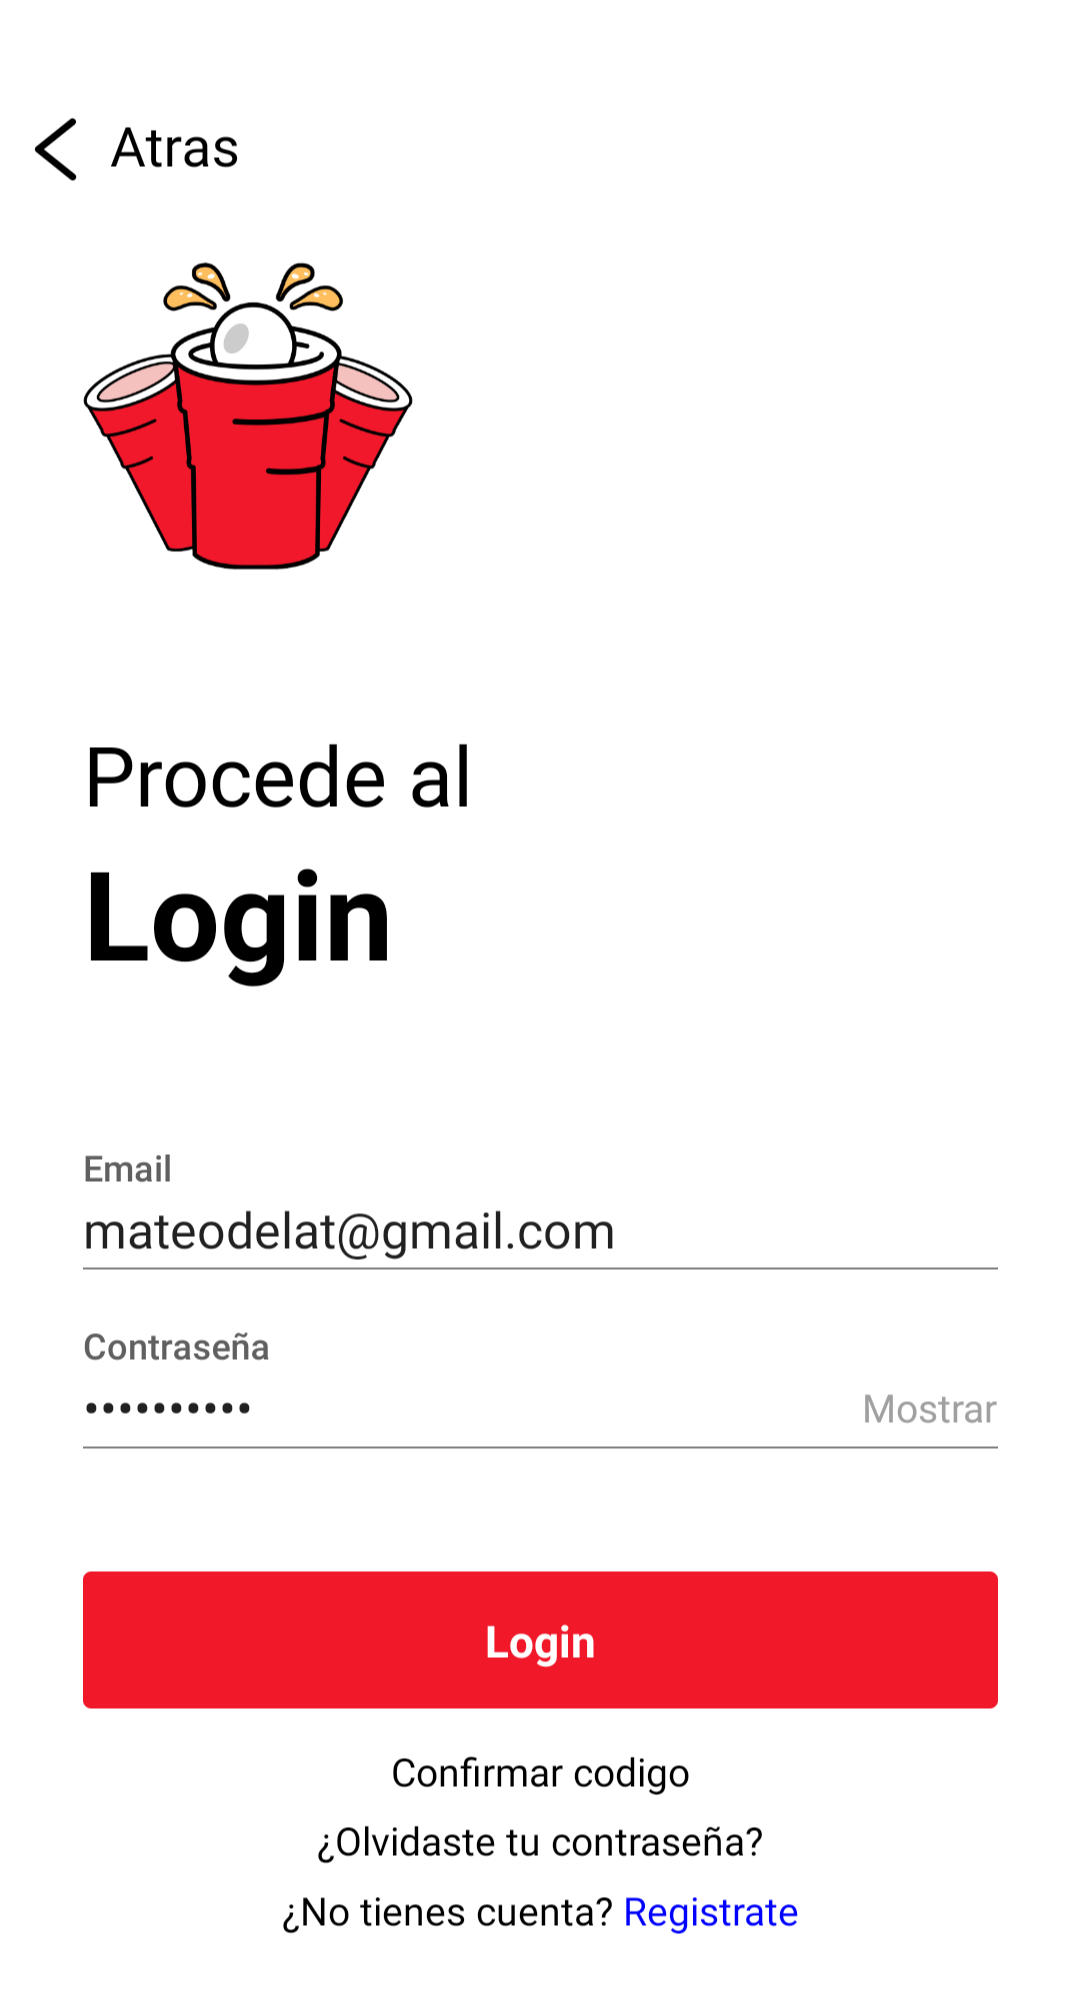 Atras
Procede al
Login
Email
mateodelat@gmail.com
Contraseña
•••••••••• Mostrar
Login
Confirmar codigo
¿Olvidaste tu contraseña?
¿No tienes cuenta? Registrate